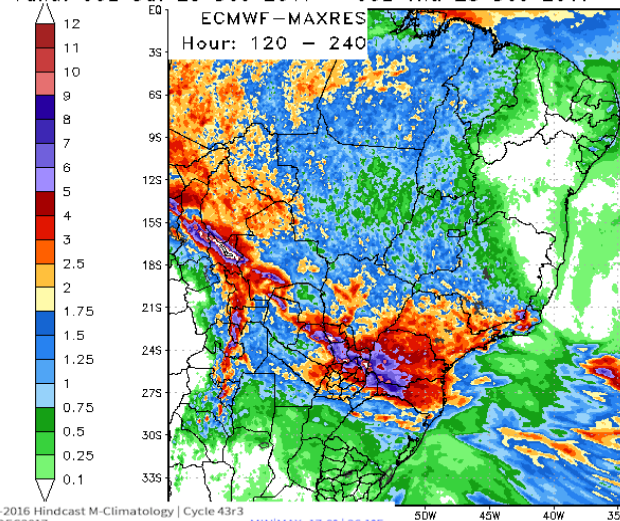 ECMWF-MAXRES
Hour: 120 - 240
12
11
10
9
8
7
6
5
4
3
2.5
2
1.75
1.5
1.25
1
0.75
0.5
0.25
0.1
EQ
3S
6S
9S
12S
15S
18S
21S
24S
27S
30S
33S
50W
45W
40W
35
-2016 Hindcast M-Climatology | Cycle 43r3